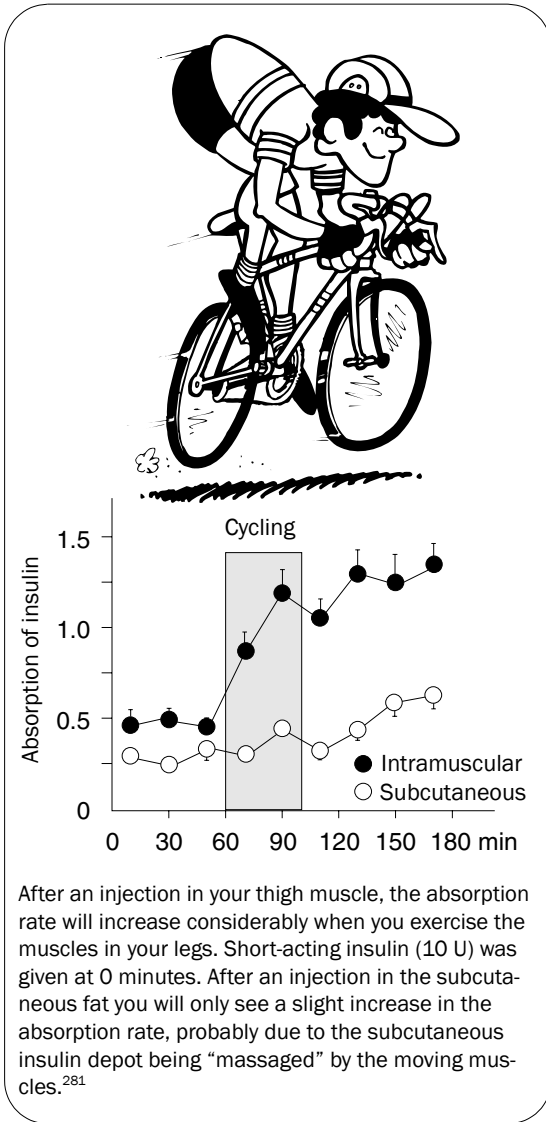 Cycling
1.5
1.0
0.5
0
Absorption of insulin
Intramuscular
Subcutaneous
0 30 60 90 120 150 180 min
After an injection in your thigh muscle, the absorption
rate will increase considerably when you exercise the
muscles in your legs. Short-acting insulin (10 U) was
given at 0 minutes. After an injection in the subcuta-
neous fat you will only see a slight increase in the
absorption rate, probably due to the subcutaneous
insulin depot being “massaged” by the moving mus-
cles.281